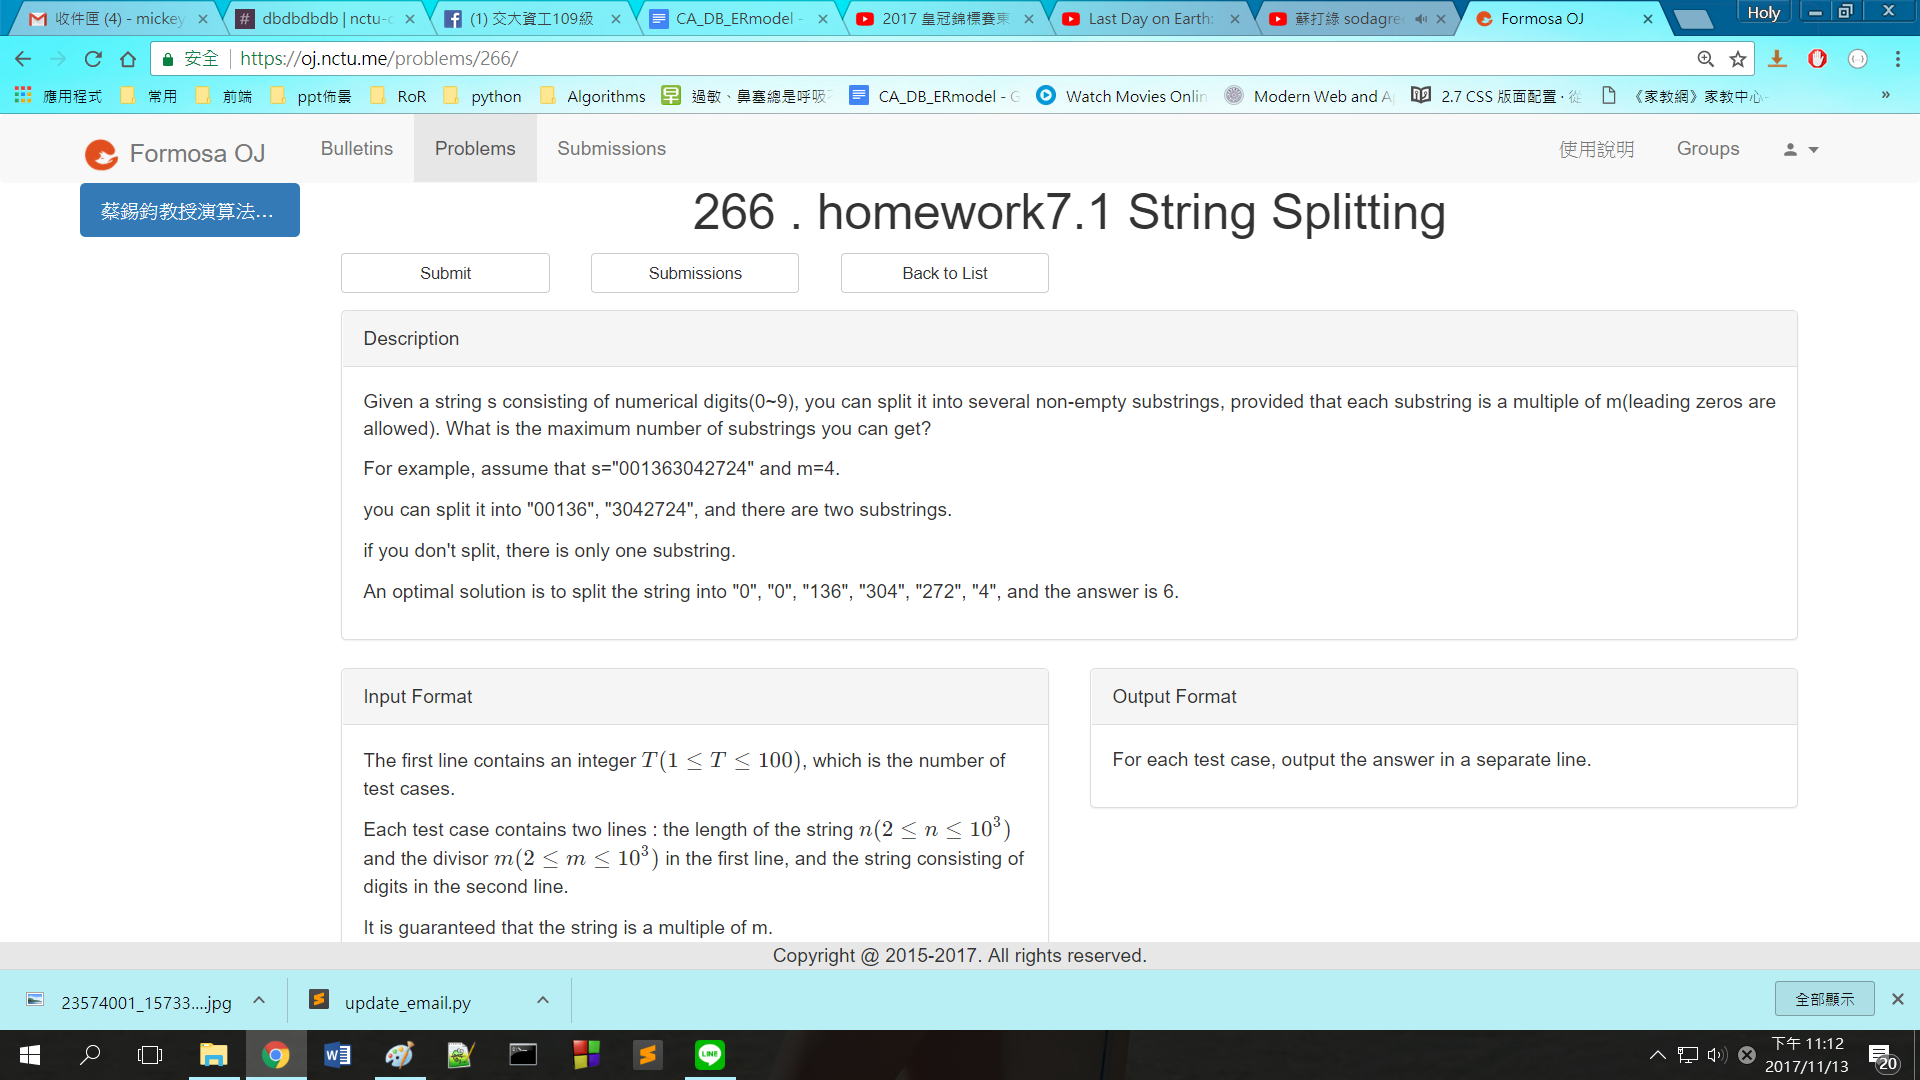 收件匣 (4) - mickey
dbdbdbdb | nctu-c
(1) 交大資工109級
CA_DB_ERmodel -
2017 皇冠錦標賽東
Last Day on Earth:
蘇打綠 sodagree
Formosa OJ
Holy
安全
https://oj.nctu.me/problems/266/
應用程式
常用
前端
ppt佈景
RoR
python
Algorithms
過敏、鼻塞總是呼吸
CA_DB_ERmodel - G
Watch Movies Onlin
Modern Web and A
2.7 CSS 版面配置 · 從
《家教網》家教中心-
»
Formosa OJ
Bulletins
Problems
Submissions
使用說明
Groups
蔡錫鈞教授演算法...
266 . homework7.1 String Splitting
Submit
Submissions
Back to List
Description
Given a string s consisting of numerical digits(0~9), you can split it into several non-empty substrings, provided that each substring is a multiple of m(leading zeros are
allowed). What is the maximum number of substrings you can get?
For example, assume that s="001363042724" and m=4.
you can split it into "00136", "3042724", and there are two substrings.
if you don't split, there is only one substring.
An optimal solution is to split the string into "0", "0", "136", "304", "272", "4", and the answer is 6.
Input Format
The first line contains an integer T(1 ≤ T ≤ 100), which is the number of
test cases.
Each test case contains two lines : the length of the string n(2 ≤ n ≤ 10³)
and the divisor m(2 ≤ m ≤ 10³) in the first line, and the string consisting of
digits in the second line.
It is guaranteed that the string is a multiple of m.
Output Format
For each test case, output the answer in a separate line.
Copyright @ 2015-2017. All rights reserved.
23574001_15733....jpg
update_email.py
全部顯示
LINE
下午 11:12
2017/11/13
20